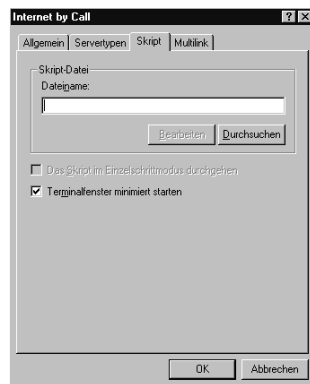 Internet by Call
Allgemein Servertypen Skript Multilink
Skript-Datei
Dateiname:
Bearbeiten Durchsuchen
Das Skript im Einzelschrittmodus durchgehen
Terminalfenster minimiert starten
OK Abbrechen